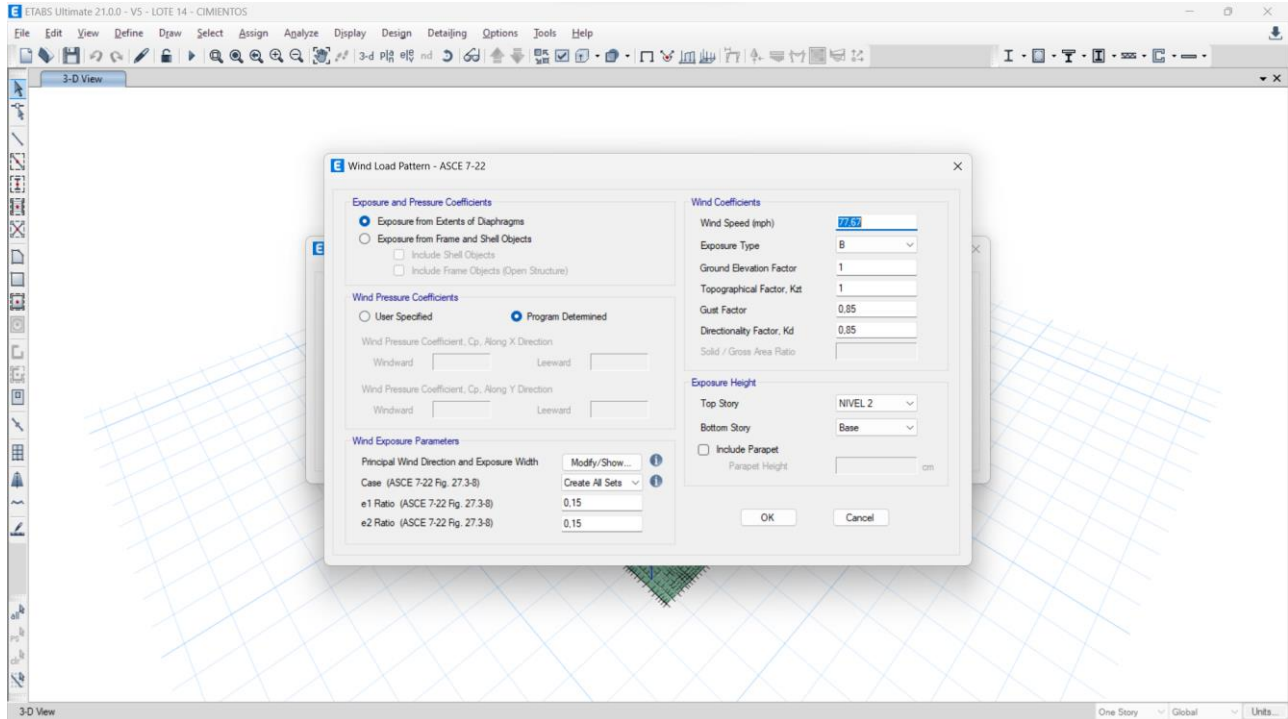 ETABS Ultimate 21.0.0 - V5 - LOTE 14 - CIMIENTOS
File Edit View Define Draw Select Assign Analyze Display Design Detailing Options Tools Help
3-d nd
3-D View
Wind Load Pattern - ASCE 7-22
Exposure and Pressure Coefficients
Exposure from Extents of Diaphragms
Exposure from Frame and Shell Objects
Include Shell Objects
Include Frame Objects (Open Structure)
Wind Pressure Coefficients
User Specified Program Determined
Wind Pressure Coefficient, Cp, Along X Direction
Windward Leeward
Wind Pressure Coefficient, Cp, Along Y Direction
Windward Leeward
Wind Exposure Parameters
Principal Wind Direction and Exposure Width Modify/Show...
Case (ASCE 7-22 Fig. 27.3-8) Create All Sets
e1 Ratio (ASCE 7-22 Fig. 27.3-8) 0,15
e2 Ratio (ASCE 7-22 Fig. 27.3-8) 0,15
Wind Coefficients
Wind Speed (mph) 77,67
Exposure Type B
Ground Elevation Factor 1
Topographical Factor, Kzt 1
Gust Factor 0,85
Directionality Factor, Kd 0,85
Solid / Gross Area Ratio
Exposure Height
Top Story NIVEL 2
Bottom Story Base
Include Parapet
Parapet Height cm
OK Cancel
all
clr
3-D View One Story Global Units...